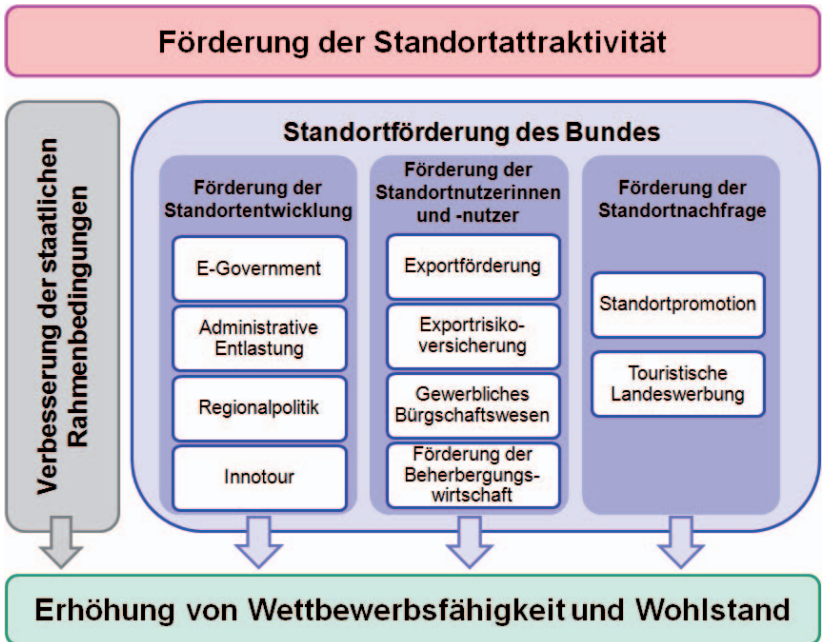 Förderung der Standortattraktivität
Verbesserung der staatlichen
Rahmenbedingungen
Standortförderung des Bundes
Förderung der
Standortentwicklung
E-Government
Administrative
Entlastung
Regionalpolitik
Innotour
Förderung der
Standortnutzerinnen
und -nutzer
Exportförderung
Exportrisiko-
versicherung
Gewerbliches
Bürgschaftswesen
Förderung der
Beherbergungs-
wirtschaft
Förderung der
Standortnachfrage
Standortpromotion
Touristische
Landeswerbung
Erhöhung von Wettbewerbsfähigkeit und Wohlstand